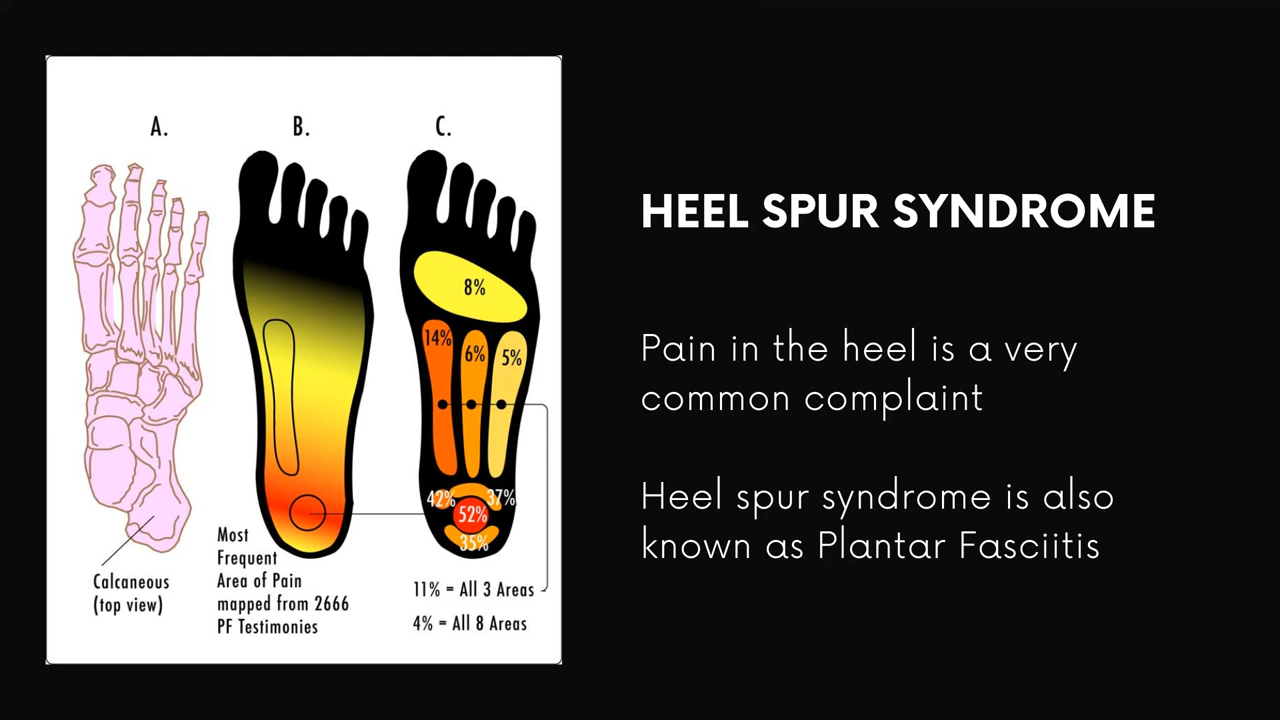 A.
B.
C.
8%
14%
6%
5%
42%
37%
52%
35%
Calcaneous
(top view)
Most
Frequent
Area of Pain
mapped from 2666
PF Testimonies
11% = All 3 Areas
4% = All 8 Areas
HEEL SPUR SYNDROME
Pain in the heel is a very
common complaint
Heel spur syndrome is also
known as Plantar Fasciitis